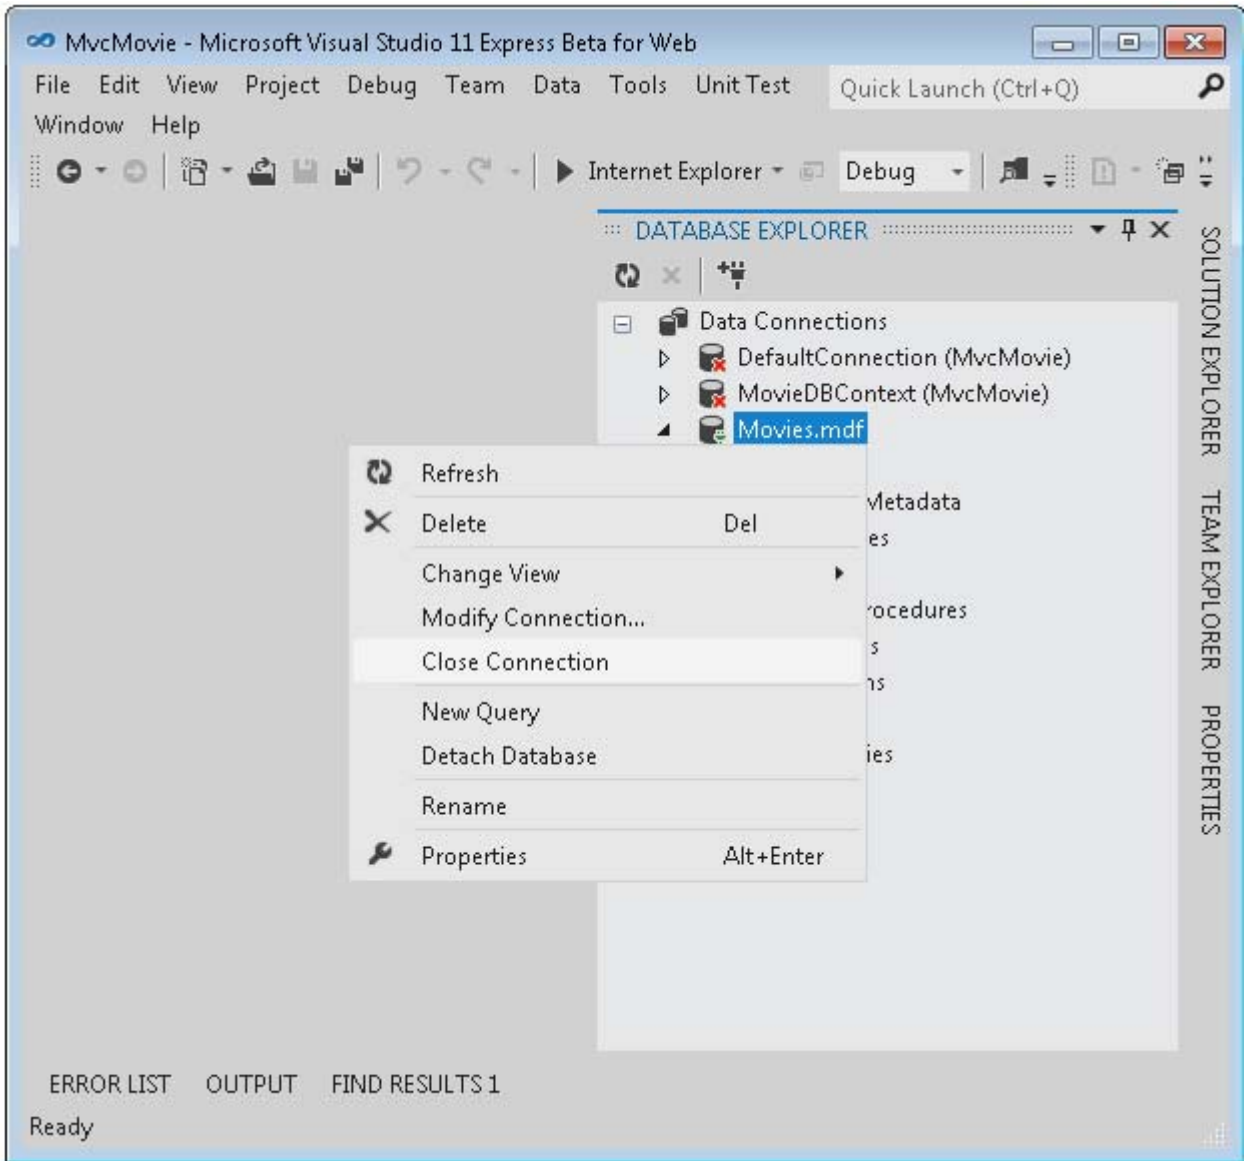 MvcMovie - Microsoft Visual Studio 11 Express Beta for Web
File Edit View Project Debug Team Data Tools Unit Test Quick Launch (Ctrl+Q)
Window Help
Internet Explorer Debug
DATABASE EXPLORER
Data Connections
DefaultConnection (MvcMovie)
MovieDBContext (MvcMovie)
Movies.mdf
Refresh
Delete Del
Change View
Modify Connection...
Close Connection
New Query
Detach Database
Rename
Properties Alt+Enter
Metadata
es
ocedures
s
ns
ies
SOLUTION EXPLORER
TEAM EXPLORER
PROPERTIES
ERROR LIST OUTPUT FIND RESULTS 1
Ready